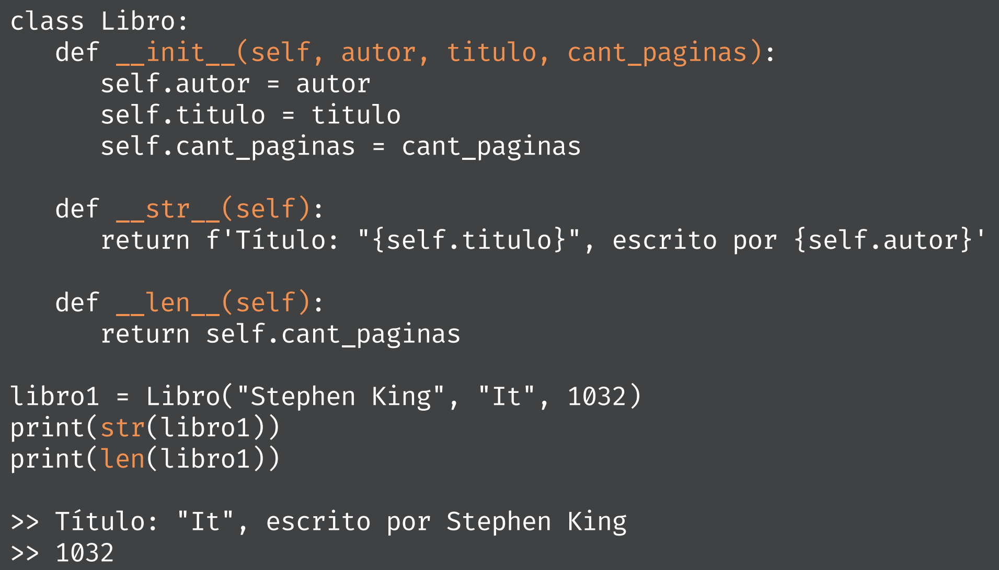 class Libro:
   def __init__(self, autor, titulo, cant_paginas):
      self.autor = autor
      self.titulo = titulo
      self.cant_paginas = cant_paginas

   def __str__(self):
      return f'Título: "{self.titulo}", escrito por {self.autor}'

   def __len__(self):
      return self.cant_paginas

libro1 = Libro("Stephen King", "It", 1032)
print(str(libro1))
print(len(libro1))

>> Título: "It", escrito por Stephen King
>> 1032